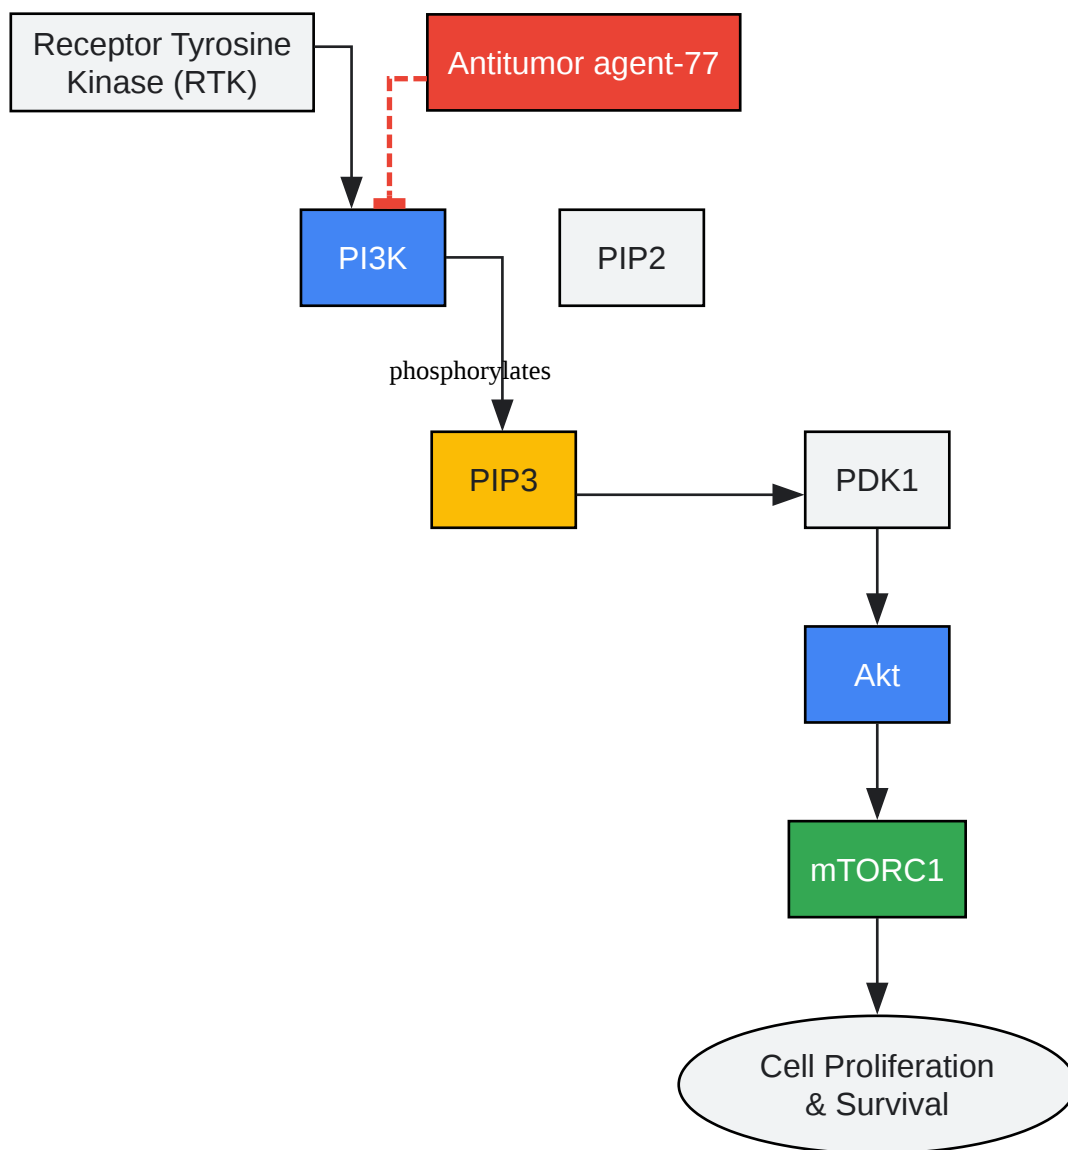 Receptor Tyrosine
Kinase (RTK)
Antitumor agent-77
PI3K
PIP2
phosphorylates
PIP3
PDK1
Akt
mTORC1
Cell Proliferation
& Survival